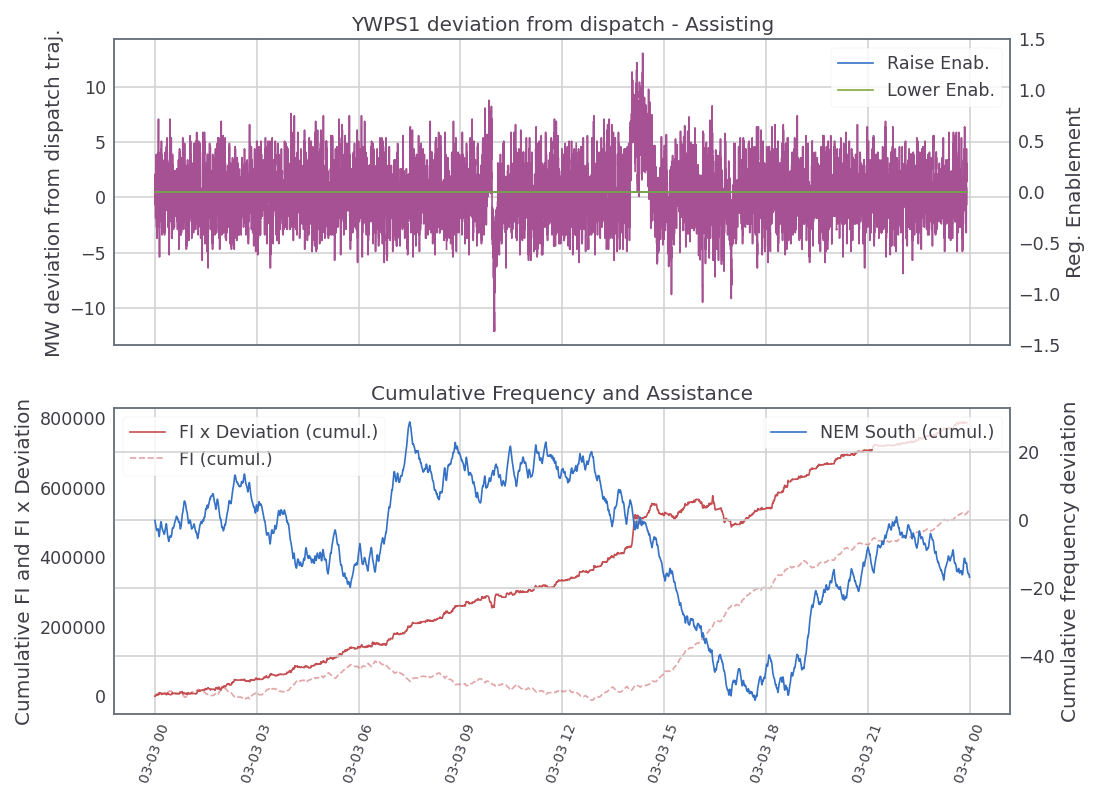 YWPS1 deviation from dispatch - Assisting
MW deviation from dispatch traj.
10
5
0
−5
−10
Raise Enab.
Lower Enab.
1.5
1.0
0.5
0.0
−0.5
−1.0
−1.5
Reg. Enablement
Cumulative Frequency and Assistance
Cumulative FI and FI x Deviation
800000
600000
400000
200000
0
FI x Deviation (cumul.)
FI (cumul.)
NEM South (cumul.)
20
0
−20
−40
Cumulative frequency deviation
03-03 00
03-03 03
03-03 06
03-03 09
03-03 12
03-03 15
03-03 18
03-03 21
03-04 00